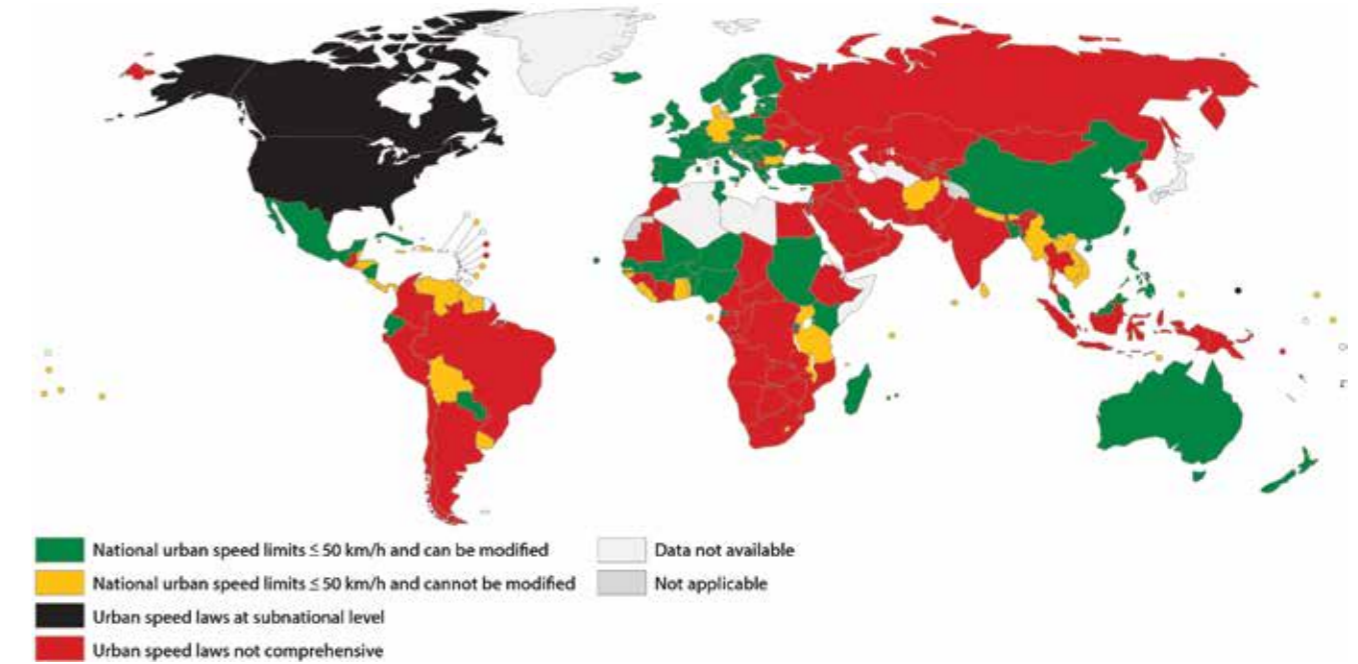 National urban speed limits ≤ 50 km/h and can be modified
National urban speed limits ≤ 50 km/h and cannot be modified
Urban speed laws at subnational level
Urban speed laws not comprehensive
Data not available
Not applicable